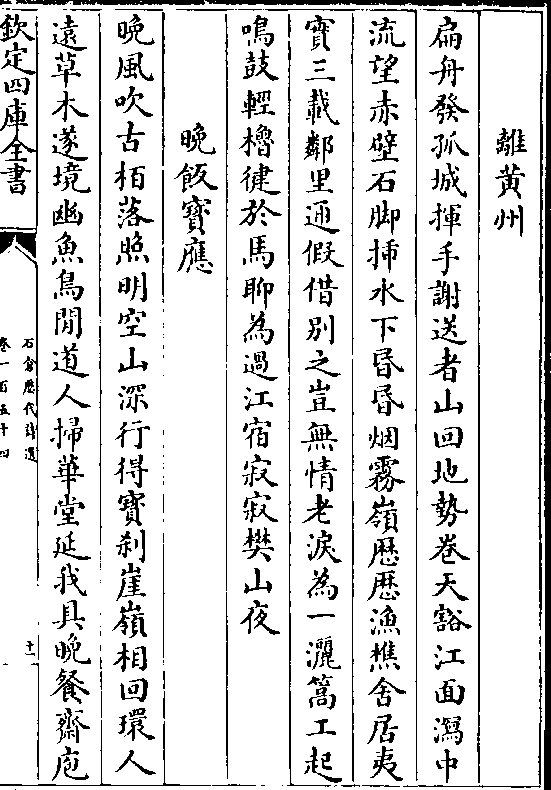 離黄州
扁舟發孤城揮手謝送者山回地勢卷天豁江面瀉中
流望赤壁石脚揷水下昏昏烟霧嶺歴歴漁樵舍居夷
實三載鄰里通假借别之豈無情老淚為一灑篙工起
鳴鼓輕櫓健於馬聊為過江宿寂寂樊山夜
晚飯寶應
晚風吹古栢落照明空山深行得寶刹崖嶺相回環人
遠草木遂境幽魚鳥閒道人掃華堂延我具晚餐齋庖
欽定四庫全書
石倉歴代詩選
卷一百五十四
十一